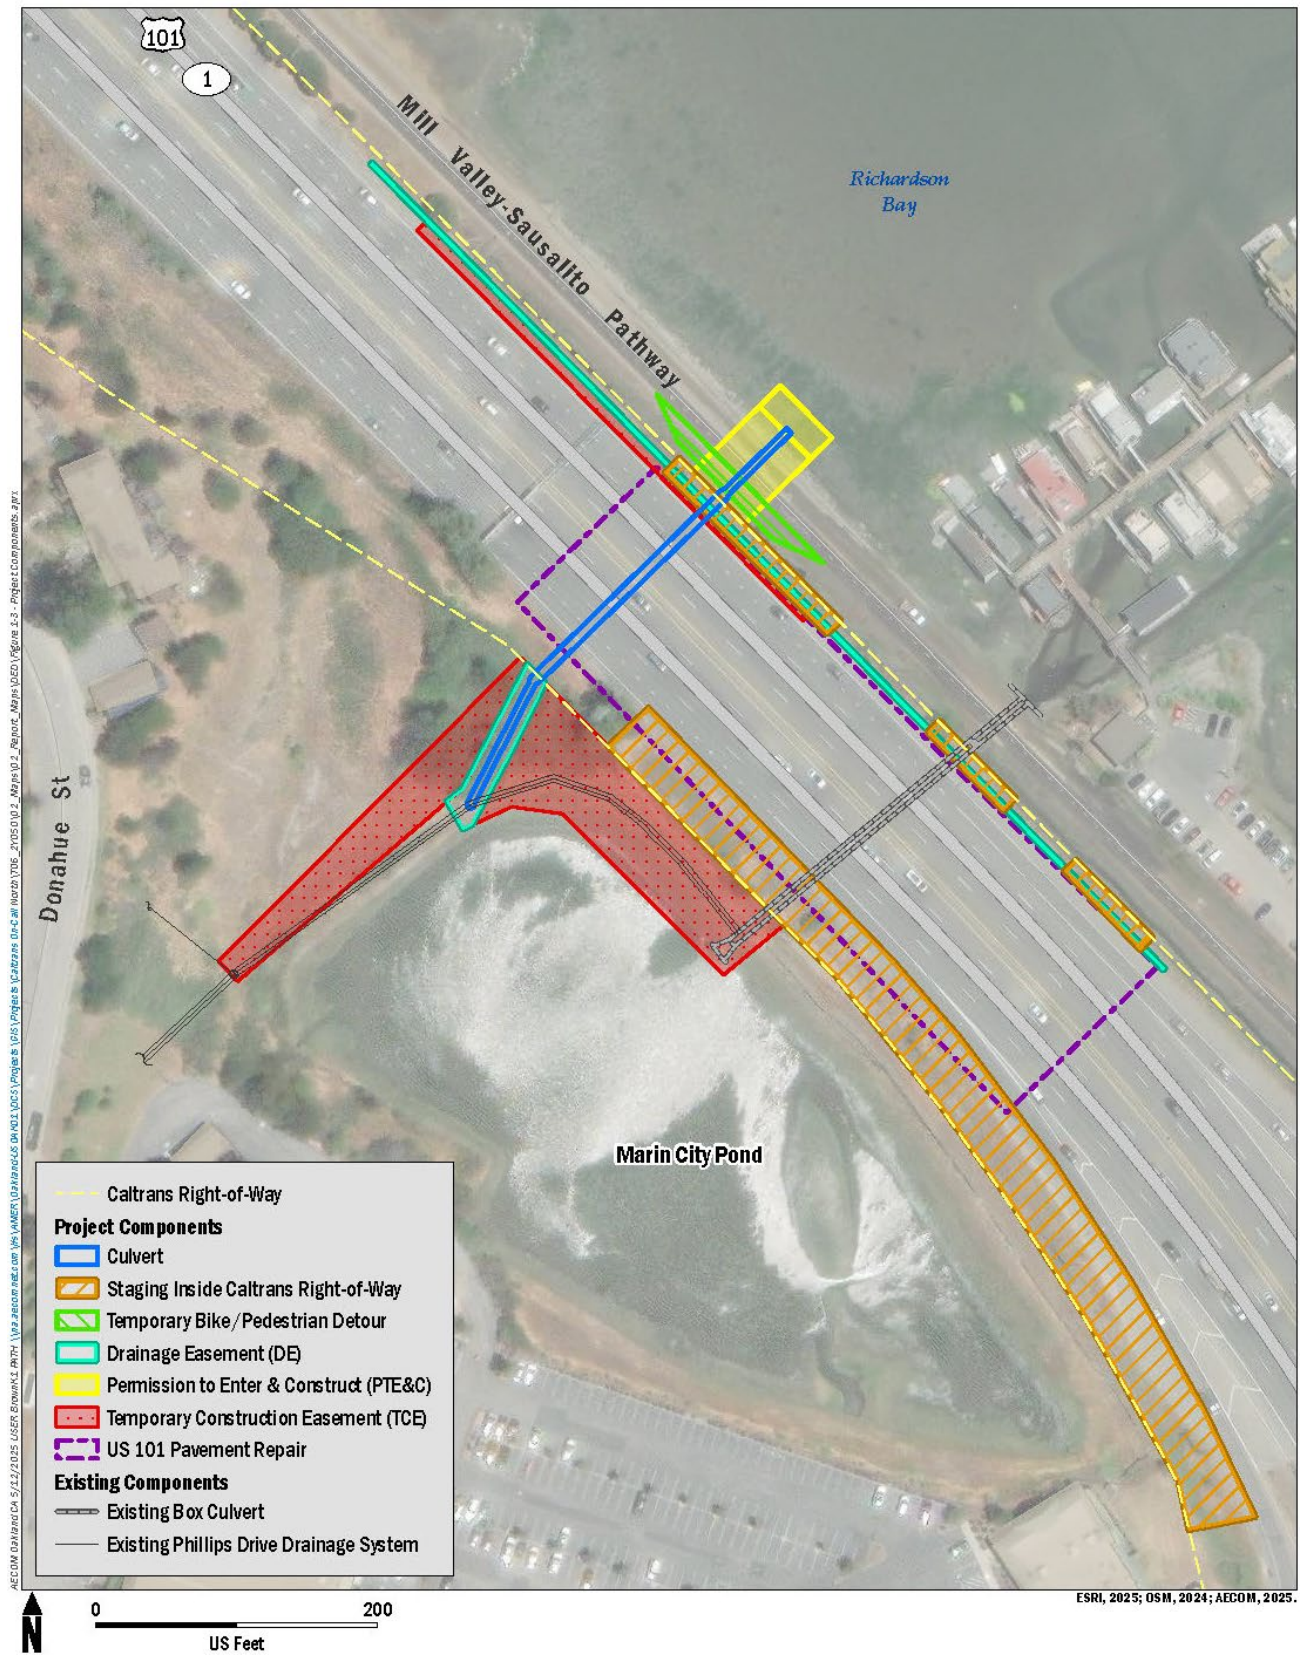 101
1
Mill Valley-Sausalito Pathway
Richardson
Bay
Donahue St
Marin City Pond
Caltrans Right-of-Way
Project Components
Culvert
Staging Inside Caltrans Right-of-Way
Temporary Bike/Pedestrian Detour
Drainage Easement (DE)
Permission to Enter & Construct (PTE&C)
Temporary Construction Easement (TCE)
US 101 Pavement Repair
Existing Components
Existing Box Culvert
Existing Phillips Drive Drainage System
ESRI, 2025; OSM, 2024; AECOM, 2025.
N
0 200
US Feet